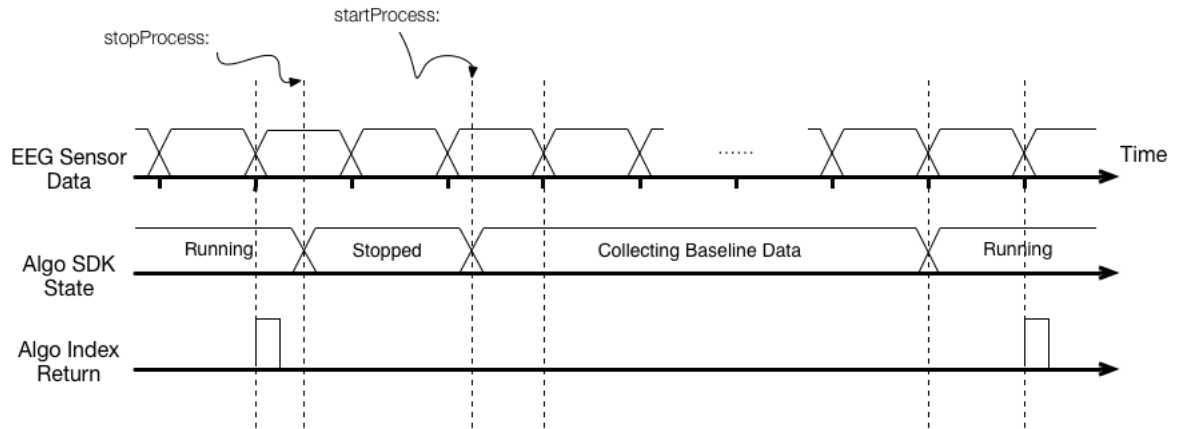 startProcess:
stopProcess:
EEG Sensor
Data
......
Time
Running
Stopped
Collecting Baseline Data
Running
Algo SDK
State
Algo Index
Return